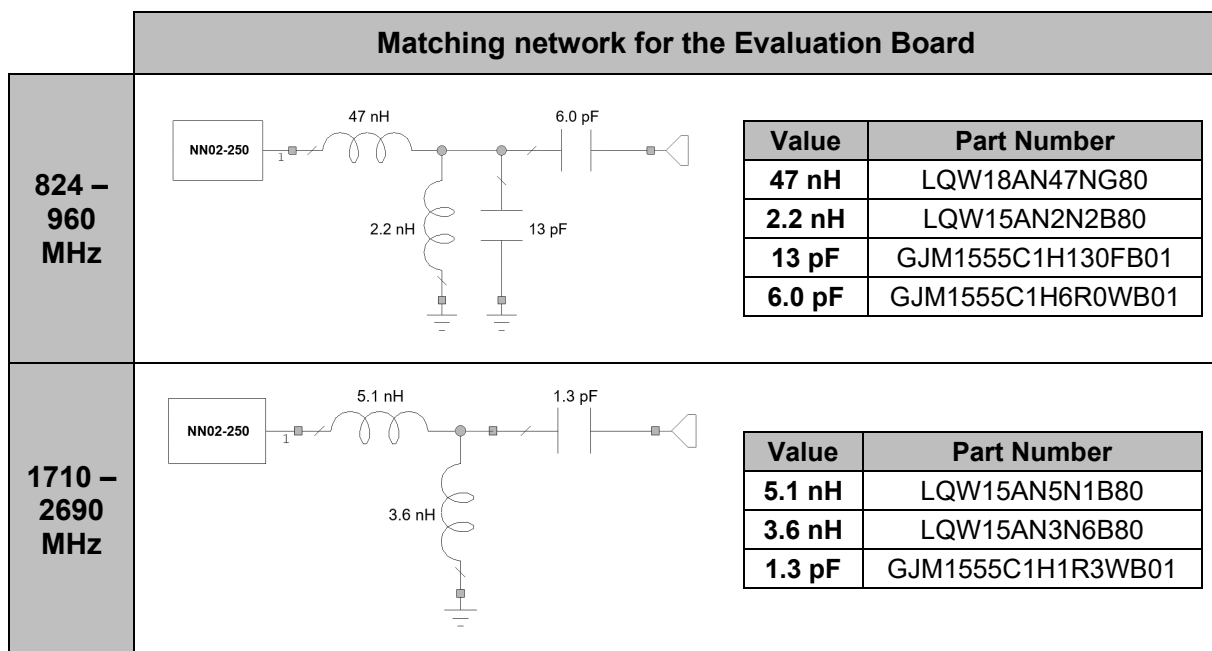 Matching network for the Evaluation Board
824 –
960
MHz
47 nH
6.0 pF
NN02-250
1
2.2 nH
13 pF
Value Part Number
47 nH LQW18AN47NG80
2.2 nH LQW15AN2N2B80
13 pF GJM1555C1H130FB01
6.0 pF GJM1555C1H6R0WB01
1710 –
2690
MHz
5.1 nH
1.3 pF
NN02-250
1
3.6 nH
Value Part Number
5.1 nH LQW15AN5N1B80
3.6 nH LQW15AN3N6B80
1.3 pF GJM1555C1H1R3WB01